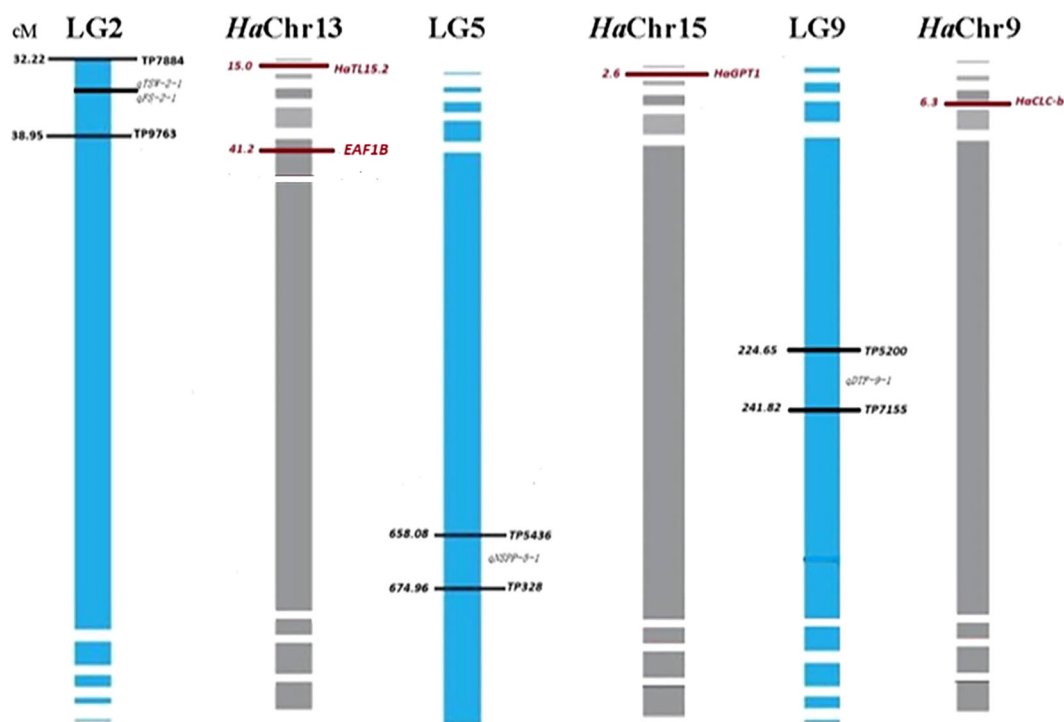 cM LG2 HaChr13 LG5 HaChr15 LG9 HaChr9
32.22 TP7884
qTSW-2-1
qFS-2-1
38.95 TP9763
15.0 HaTL15.2
41.2 EAF1B
658.08 TP5436
qNSPP-5-1
674.96 TP328
2.6 HaGPT1
224.65 TP5200
qDTF-9-1
241.82 TP7155
6.3 HaCLC-b